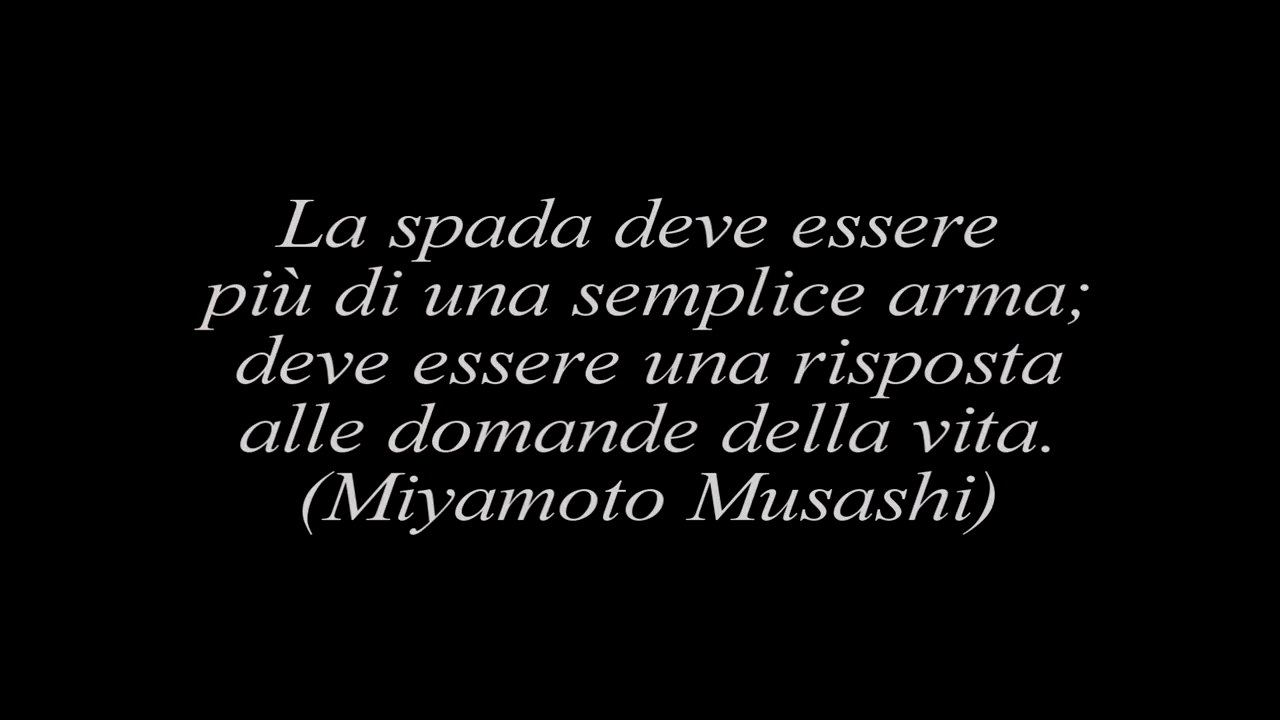 La spada deve essere
più di una semplice arma;
deve essere una risposta
alle domande della vita.
(Miyamoto Musashi)